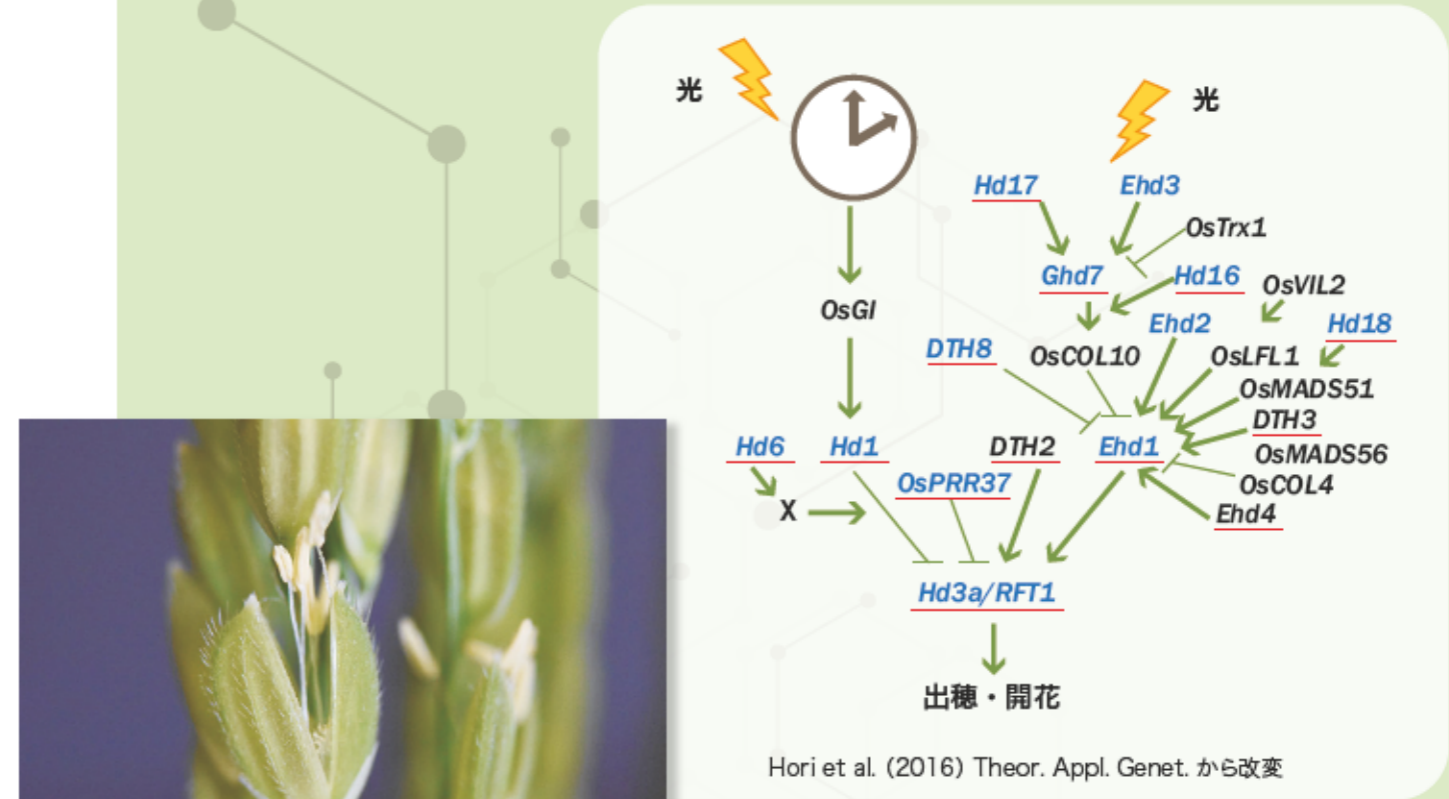 光
光
Hd17
Ehd3
OsTrx1
Ghd7
Hd16
OsVIL2
OsGI
Ehd2
Hd18
DTH8
OsCOL10
OsLFL1
OsMADS51
DTH3
Hd6
Hd1
DTH2
Ehd1
OsMADS56
OsPRR37
OsCOL4
X
Ehd4
Hd3a/RFT1
出穂・開花
Hori et al. (2016) Theor. Appl. Genet. から改変